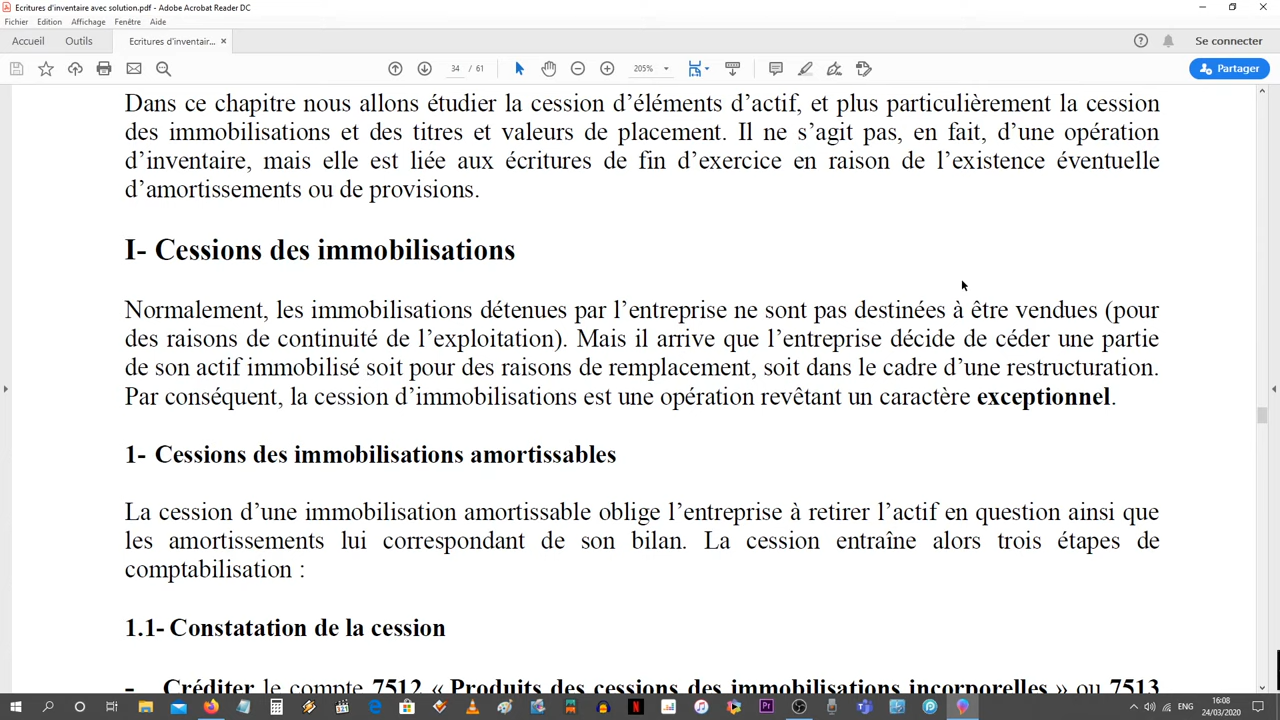 Ecritures d'inventaire avec solution.pdf - Adobe Acrobat Reader DC
Fichier Edition Affichage Fenêtre Aide
Accueil Outils Ecritures d'inventair... × Se connecter
34 / 61 205% Partager
Dans ce chapitre nous allons étudier la cession d’éléments d’actif, et plus particulièrement la cession
des immobilisations et des titres et valeurs de placement. Il ne s’agit pas, en fait, d’une opération
d’inventaire, mais elle est liée aux écritures de fin d’exercice en raison de l’existence éventuelle
d’amortissements ou de provisions.
I- Cessions des immobilisations
Normalement, les immobilisations détenues par l’entreprise ne sont pas destinées à être vendues (pour
des raisons de continuité de l’exploitation). Mais il arrive que l’entreprise décide de céder une partie
de son actif immobilisé soit pour des raisons de remplacement, soit dans le cadre d’une restructuration.
Par conséquent, la cession d’immobilisations est une opération revêtant un caractère exceptionnel.
1- Cessions des immobilisations amortissables
La cession d’une immobilisation amortissable oblige l’entreprise à retirer l’actif en question ainsi que
les amortissements lui correspondant de son bilan. La cession entraîne alors trois étapes de
comptabilisation :
1.1- Constatation de la cession
- Créditer le compte 7512 « Produits des cessions des immobilisations incorporelles » ou 7513
ENG 16:08
24/03/2020